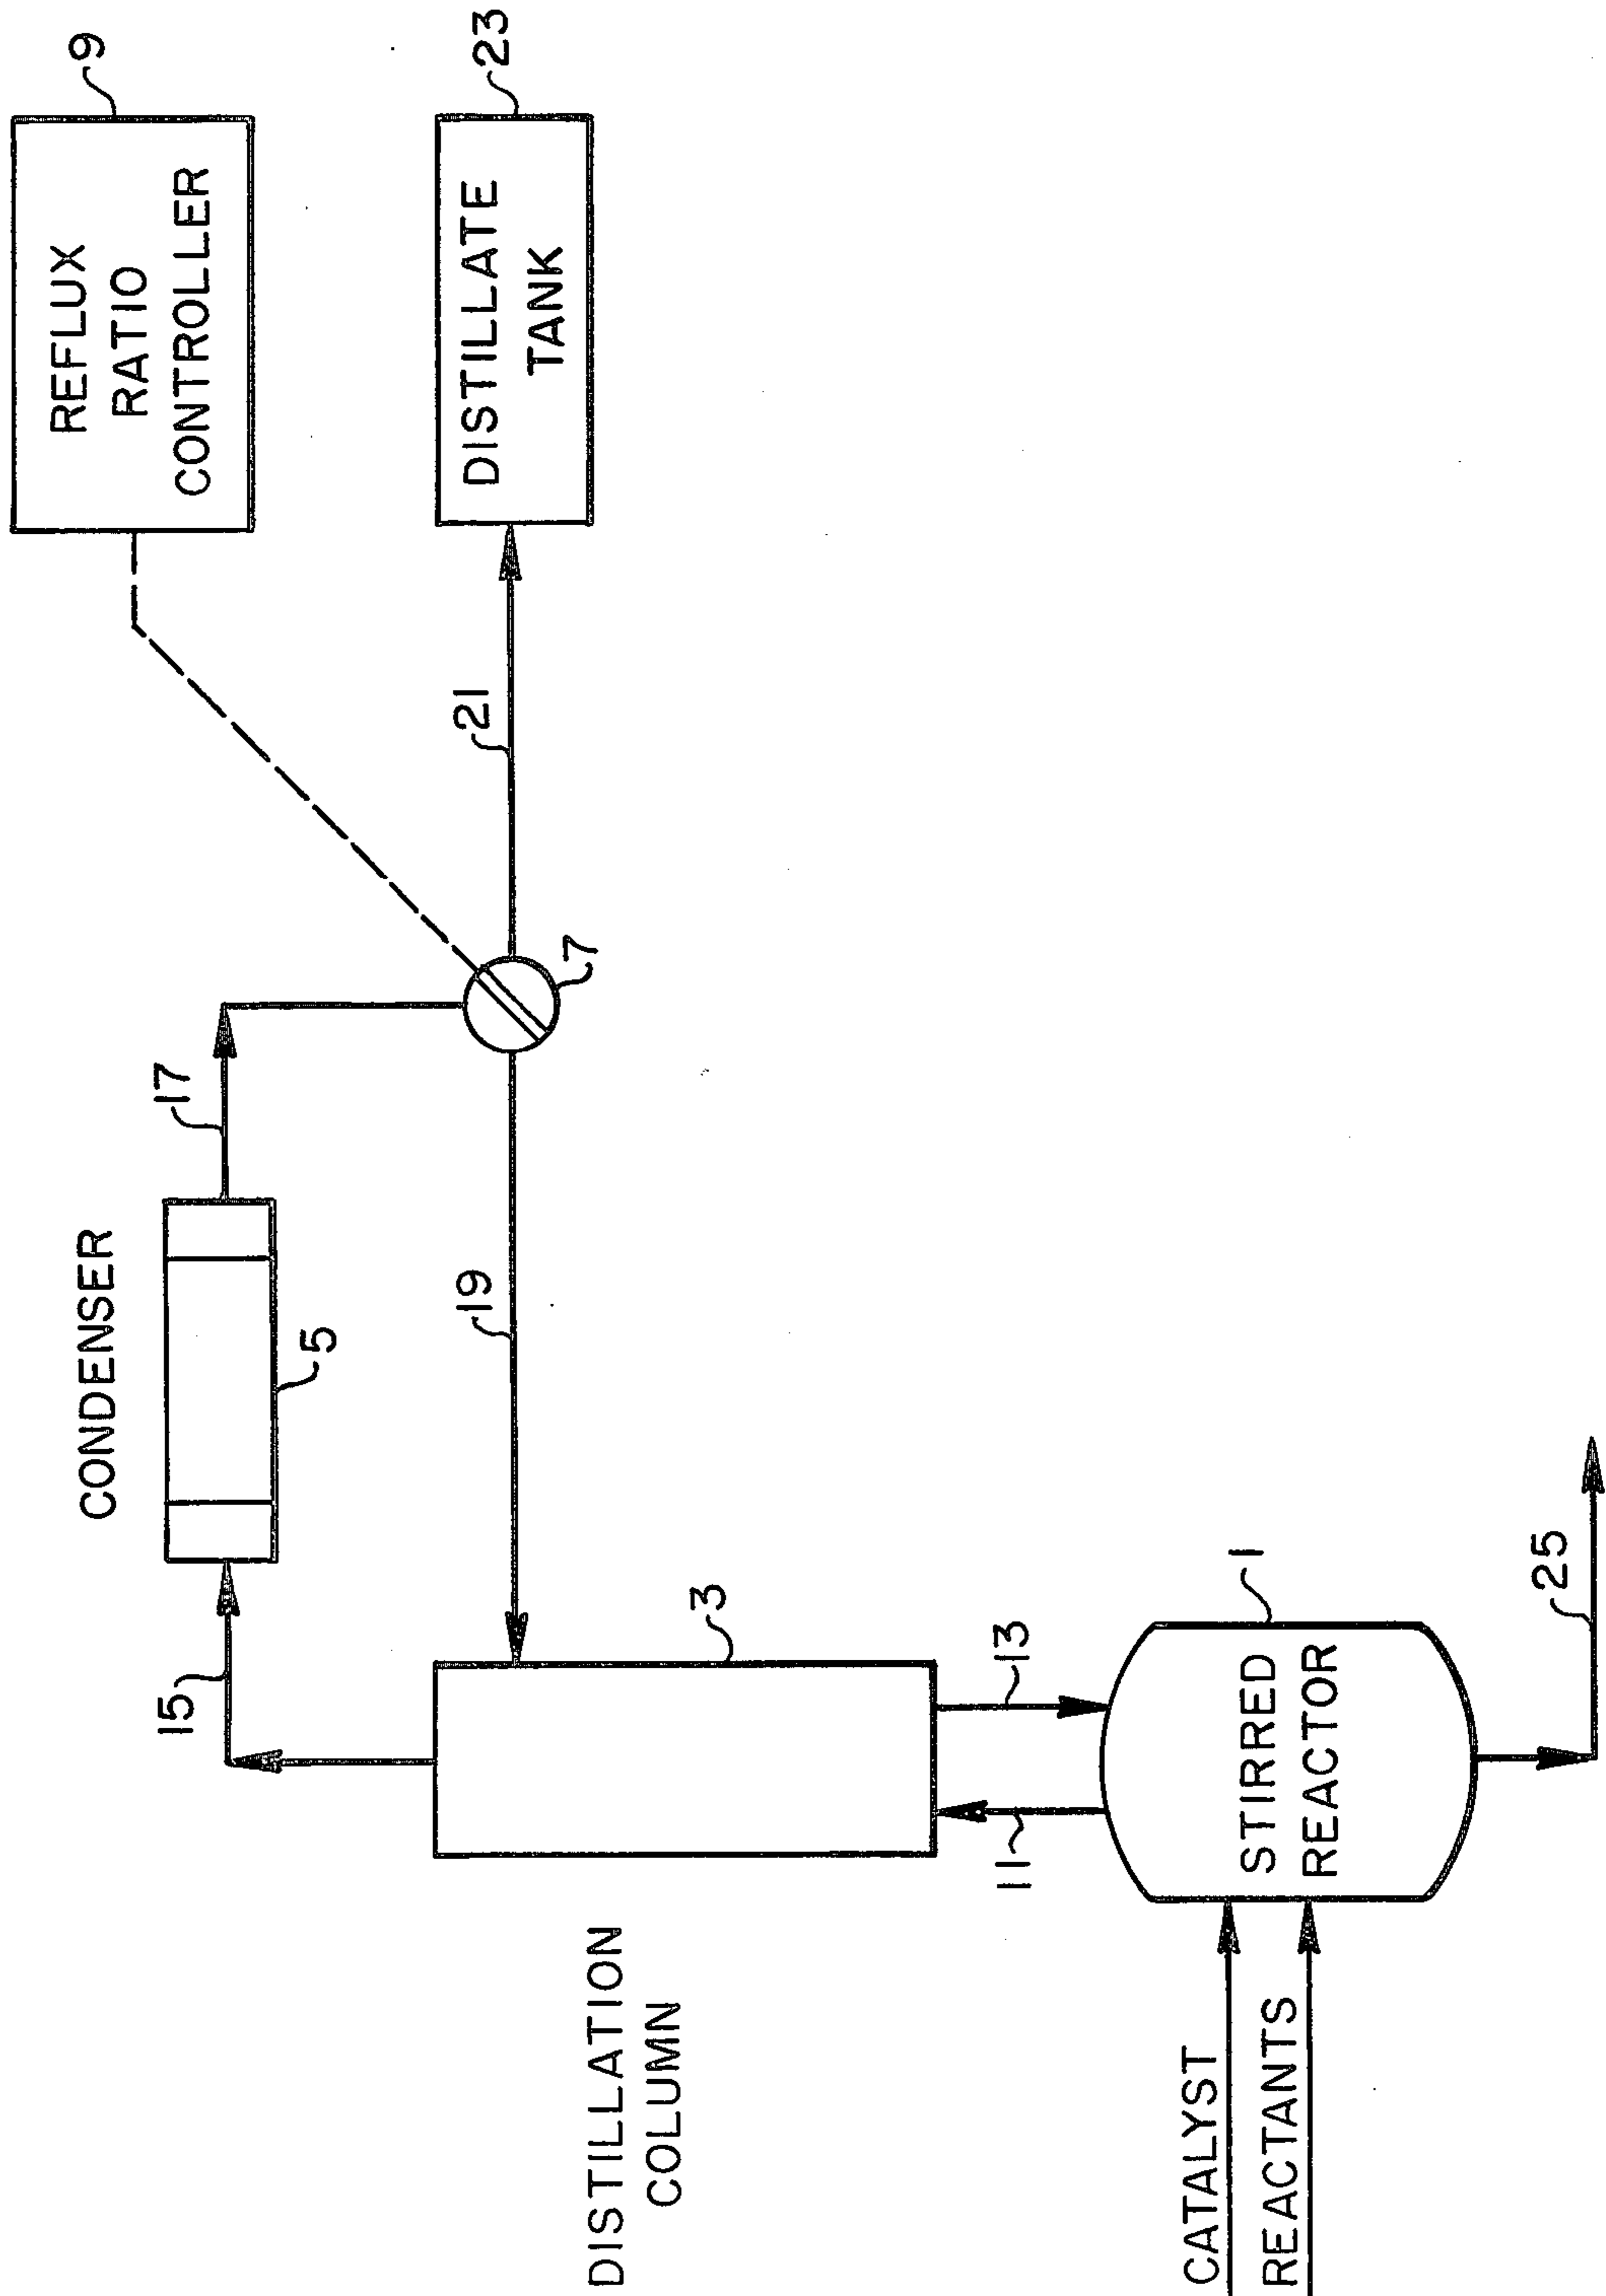 REFLUX
RATIO
CONTROLLER
9
DISTILLATE
TANK
23
CONDENSER
5
17
21
7
15
19
DISTILLATION
COLUMN
3
11
13
CATALYST
REACTANTS
STIRRED
REACTOR
1
25